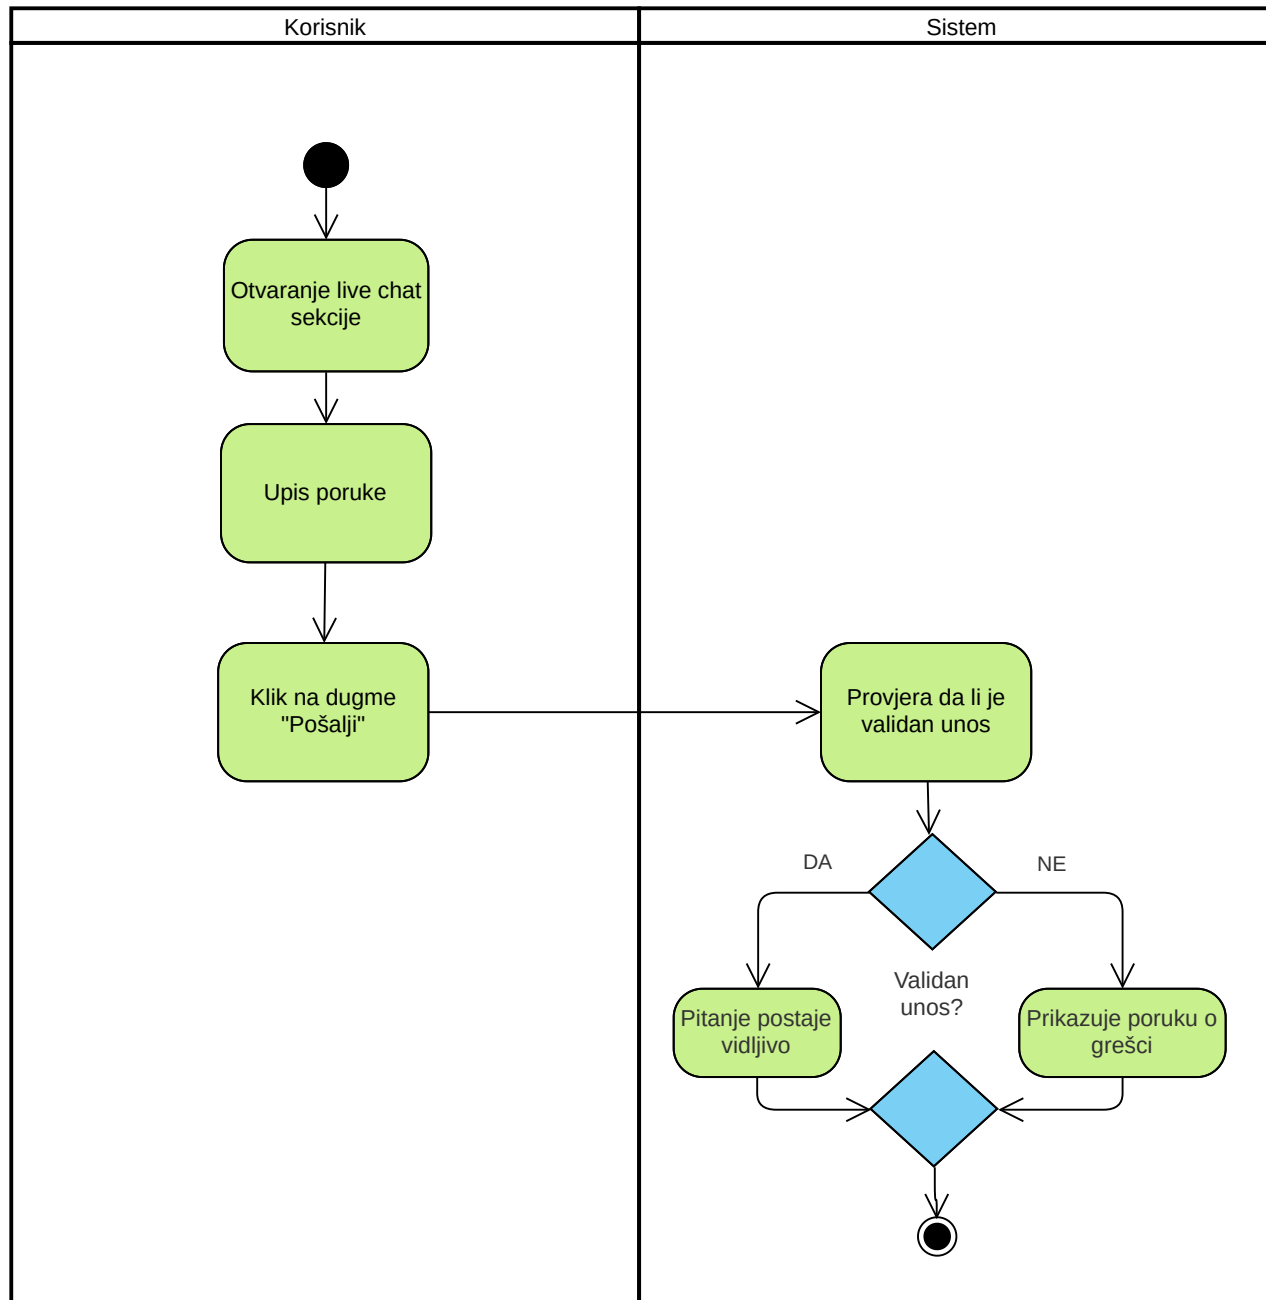 Korisnik
Sistem
Otvaranje live chat
sekcije
Upis poruke
Klik na dugme
"Pošalji"
Provjera da li je
validan unos
DA
NE
Validan
unos?
Pitanje postaje
vidljivo
Prikazuje poruku o
grešci